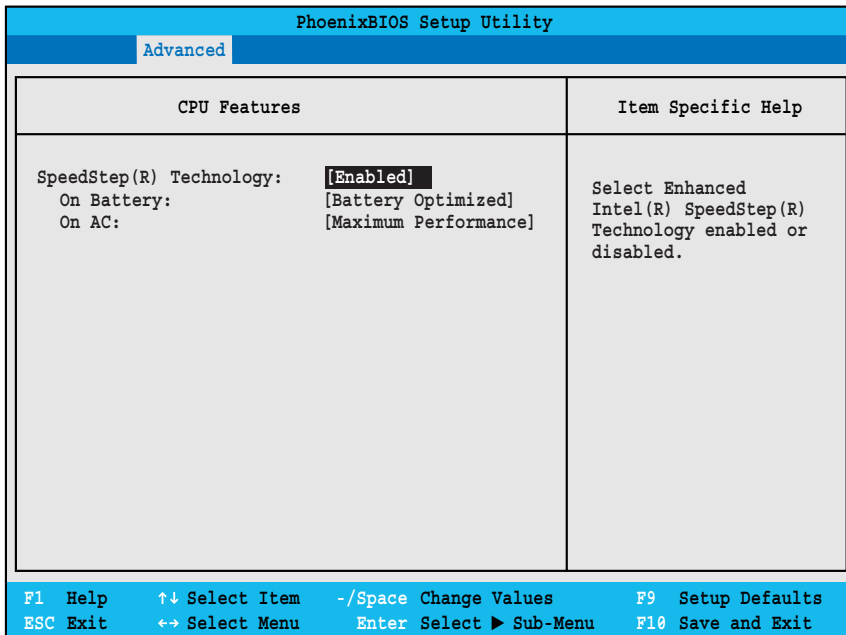 PhoenixBIOS Setup Utility
Advanced
CPU Features
Item Specific Help
SpeedStep(R) Technology: [Enabled]
On Battery: [Battery Optimized]
On AC: [Maximum Performance]
Select Enhanced
Intel(R) SpeedStep(R)
Technology enabled or
disabled.
F1 Help ↑↓ Select Item -/Space Change Values F9 Setup Defaults
ESC Exit ←→ Select Menu Enter Select ▶ Sub-Menu F10 Save and Exit